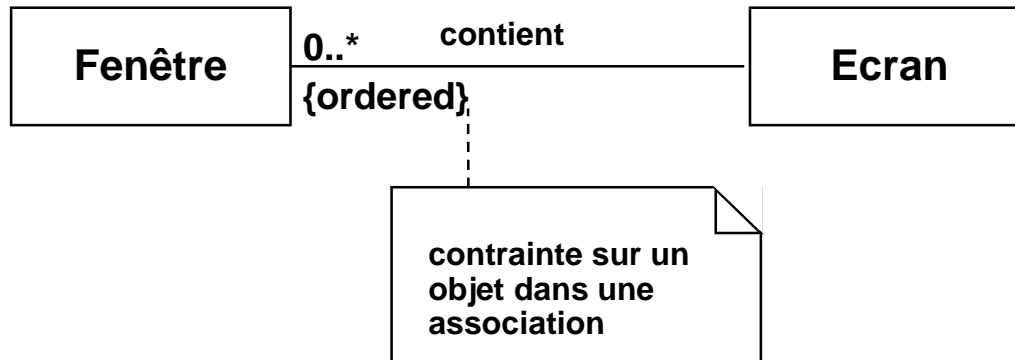 Fenêtre
0..*
contient
{ordered}
Ecran
contrainte sur un
objet dans une
association